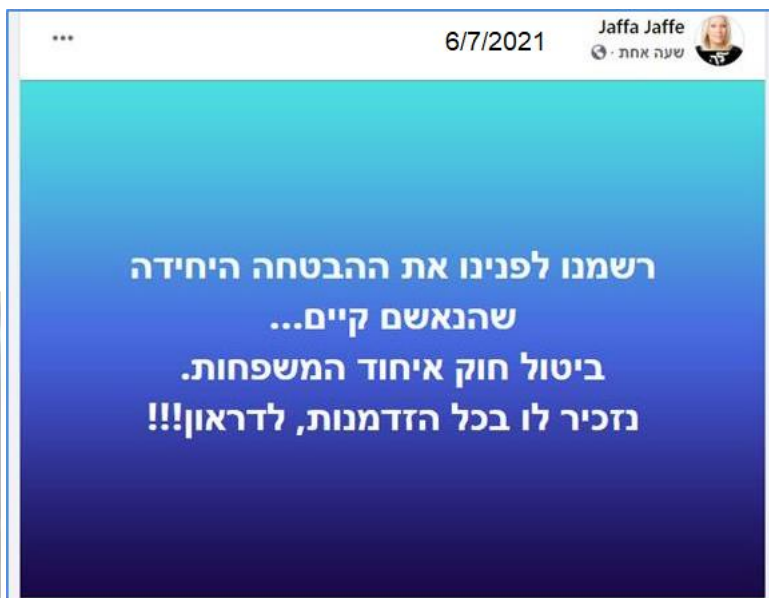 Jaffa Jaffe
6/7/2021
שעה אחת ·
רשמנו לפנינו את ההבטחה היחידה
שהנאשם קיים...
ביטול חוק איחוד המשפחות.
נזכיר לו בכל הזדמנות, לדראון!!!